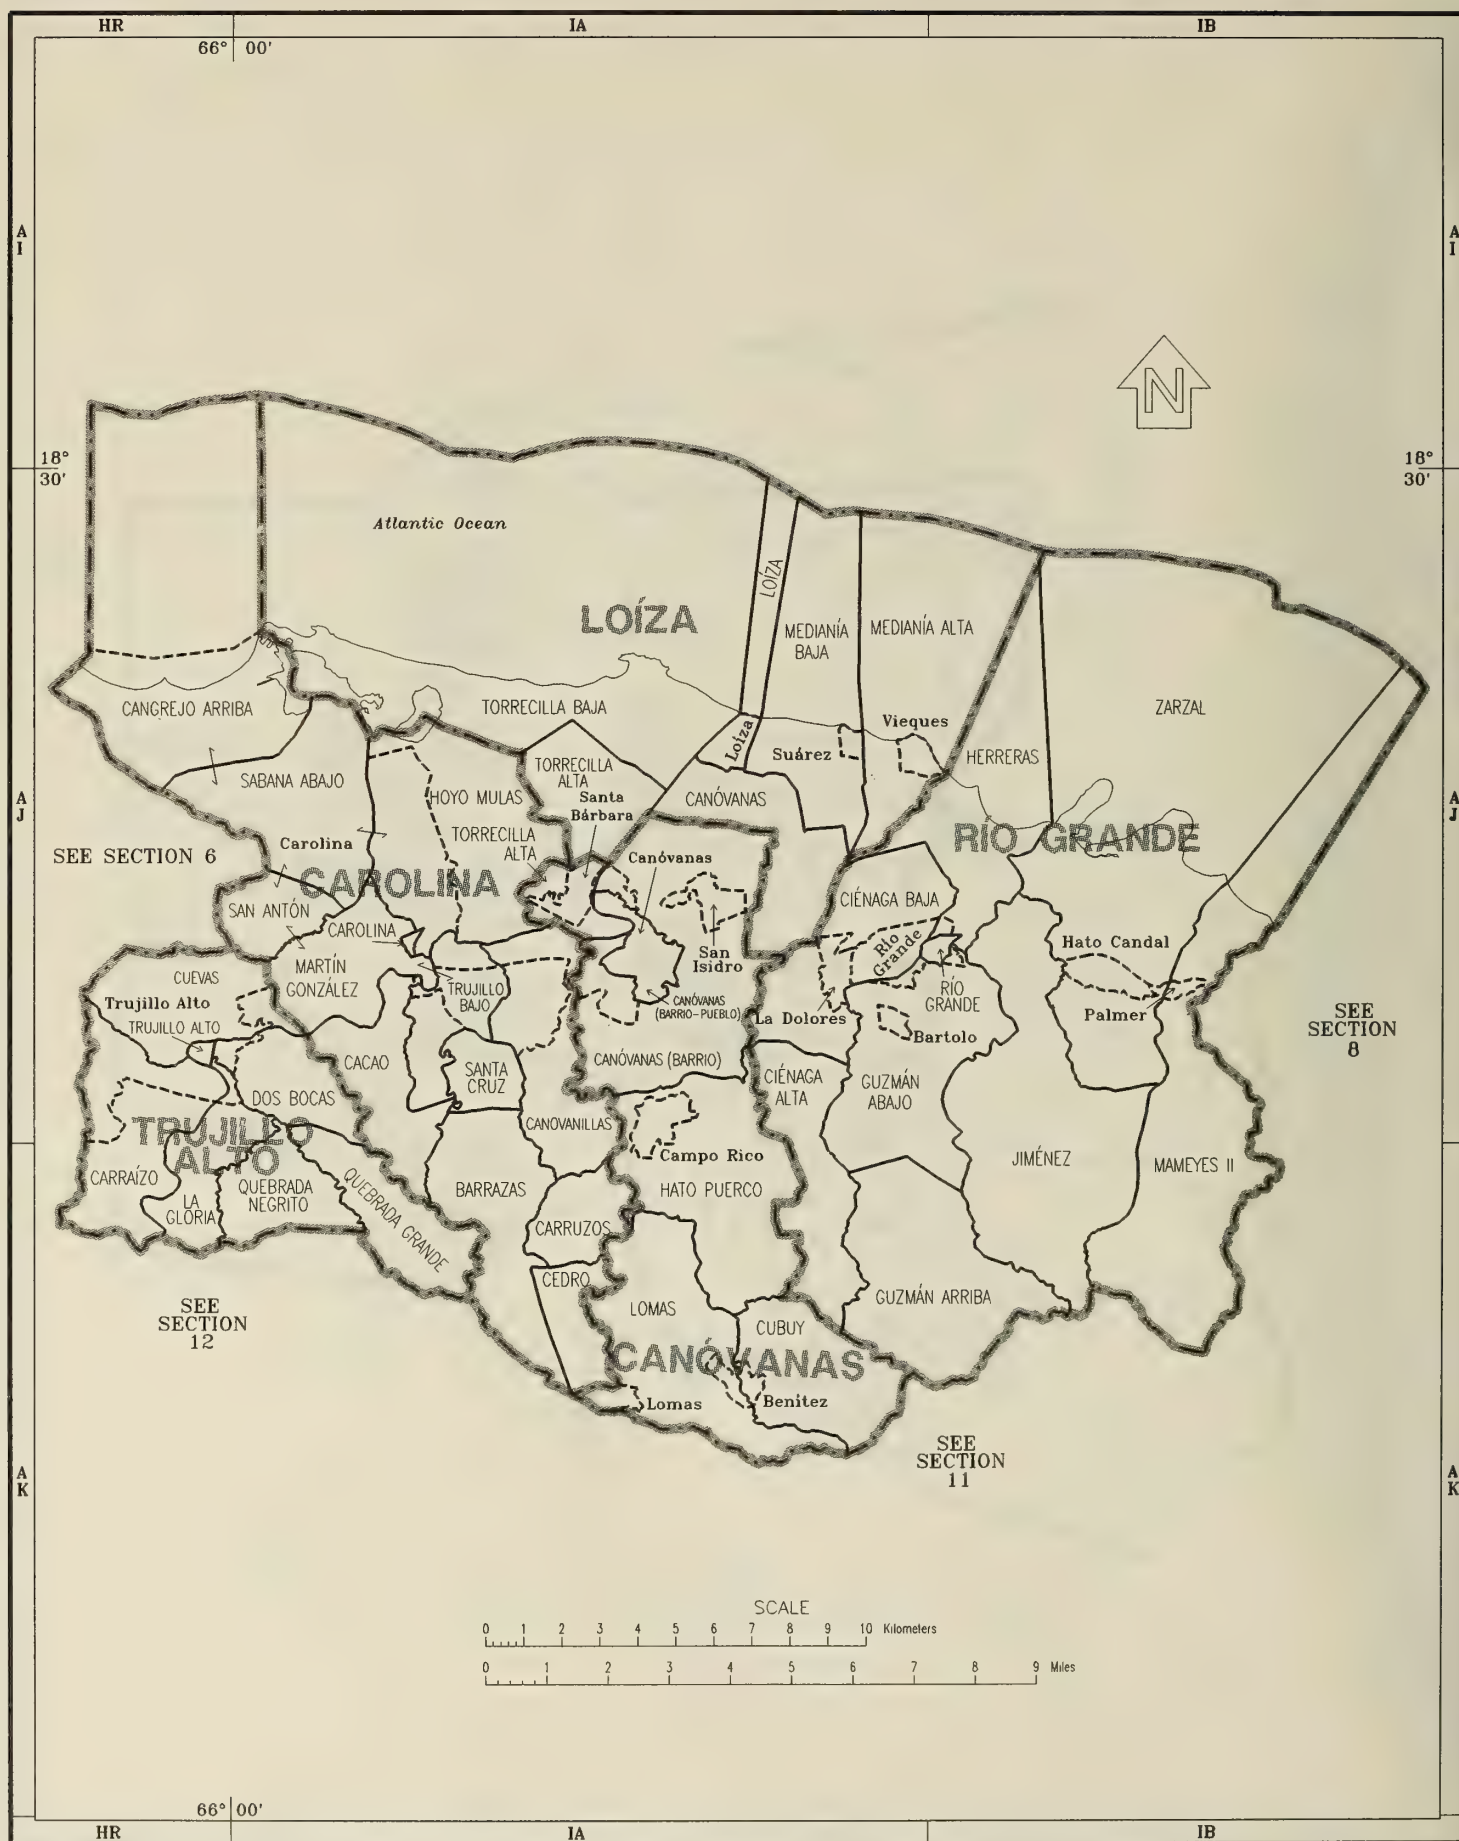 HR
IA
IB
66° 00'
A
I
A
I
N
18°
30'
18°
30'
Atlantic Ocean
LOÍZA
LOÍZA
MEDIANÍA
BAJA
MEDIANÍA ALTA
CANGREJO ARRIBA
TORRECILLA BAJA
ZARZAL
Vieques
Loíza
Suárez
HERRERAS
SABANA ABAJO
TORRECILLA
ALTA
A
J
HOYO MULAS
Santa
Bárbara
CANÓVANAS
A
J
TORRECILLA
ALTA
RÍO GRANDE
Carolina
SEE SECTION 6
Canóvanas
CAROLINA
CIÉNAGA BAJA
SAN ANTÓN
CAROLINA
Río
Grande
Hato Candal
San
Isidro
CUEVAS
MARTÍN
GONZÁLEZ
TRUJILLO
BAJO
RÍO
GRANDE
Trujillo Alto
TRUJILLO ALTO
CANÓVANAS
(BARRIO-PUEBLO)
La Dolores
Palmer
SEE
SECTION
8
Bartolo
CACAO
SANTA
CRUZ
CANÓVANAS (BARRIO)
CIÉNAGA
ALTA
GUZMÁN
ABAJO
DOS BOCAS
CANOVANILLAS
TRUJILLO
ALTO
Campo Rico
JIMÉNEZ
MAMEYES II
CARRAÍZO
QUEBRADA
NEGRITO
LA
GLORIA
QUEBRADA GRANDE
BARRAZAS
HATO PUERCO
CARRUZOS
CEDRO
SEE
SECTION
12
LOMAS
CUBUY
GUZMÁN ARRIBA
CANÓVANAS
Lomas
Benítez
SEE
SECTION
11
A
K
A
K
SCALE
0 1 2 3 4 5 6 7 8 9 10 Kilometers
0 1 2 3 4 5 6 7 8 9 Miles
66° 00'
HR
IA
IB